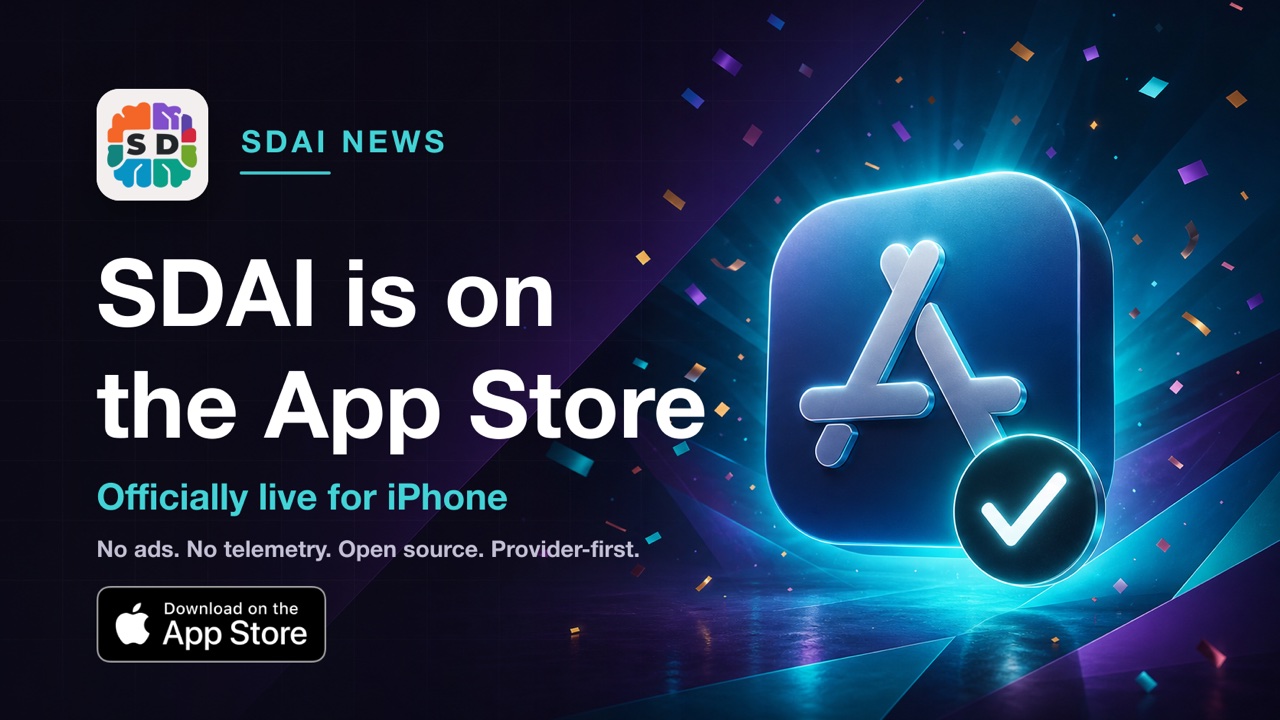 SD
SDAI NEWS
SDAI is on
the App Store
Officially live for iPhone
No ads. No telemetry. Open source. Provider-first.
Download on the
App Store